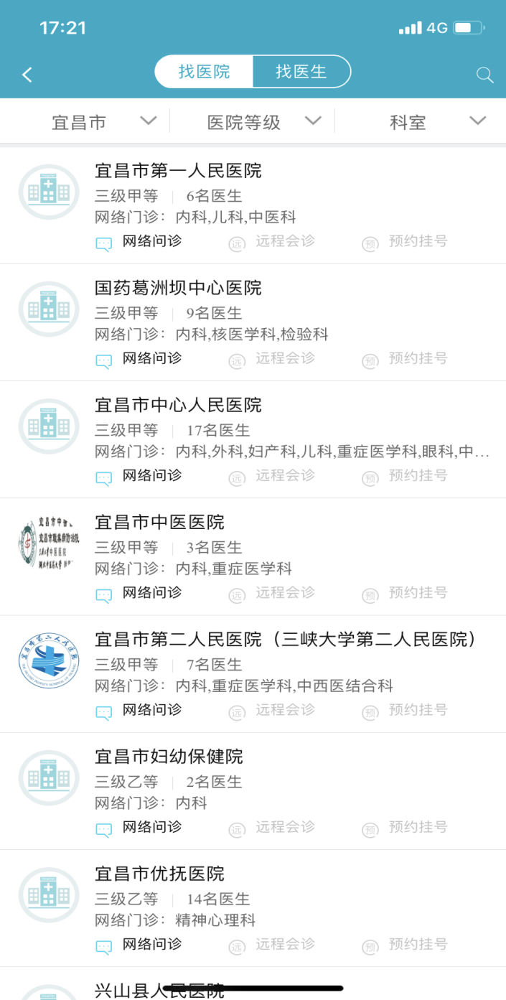 17:21
4G
找医院
找医生
宜昌市
医院等级
科室
宜昌市第一人民医院
三级甲等 6名医生
网络门诊：内科,儿科,中医科
网络问诊 远 远程会诊 预 预约挂号
国药葛洲坝中心医院
三级甲等 9名医生
网络门诊：内科,核医学科,检验科
网络问诊 远 远程会诊 预 预约挂号
宜昌市中心人民医院
三级甲等 17名医生
网络门诊：内科,外科,妇产科,儿科,重症医学科,眼科,中...
网络问诊 远 远程会诊 预 预约挂号
宜昌市中医医院
三级甲等 3名医生
网络门诊：内科,重症医学科
网络问诊 远 远程会诊 预 预约挂号
宜昌市第二人民医院（三峡大学第二人民医院）
三级甲等 7名医生
网络门诊：内科,重症医学科,中西医结合科
网络问诊 远 远程会诊 预 预约挂号
宜昌市妇幼保健院
三级乙等 2名医生
网络门诊：内科
网络问诊 远 远程会诊 预 预约挂号
宜昌市优抚医院
三级乙等 14名医生
网络门诊：精神心理科
网络问诊 远 远程会诊 预 预约挂号
兴山县人民医院